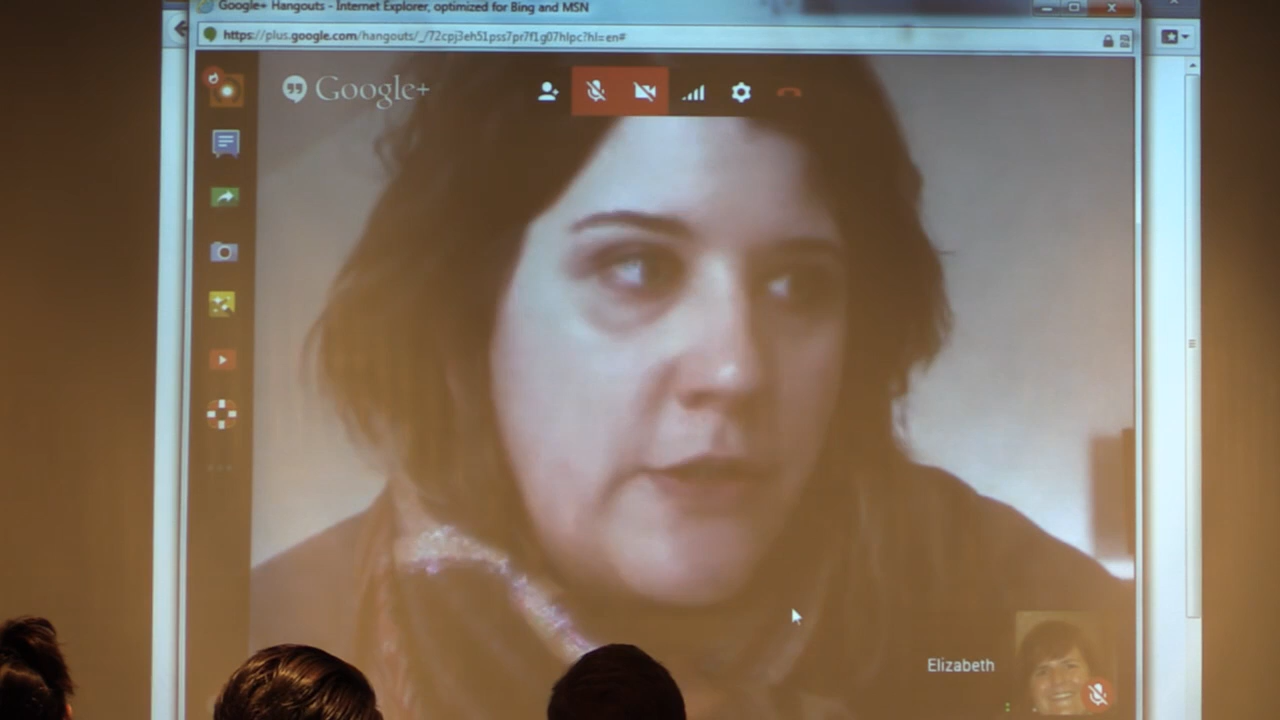 Google+ Hangouts - Internet Explorer, optimized for Bing and MSN
https://plus.google.com/hangouts/_/72cpj3eh51pss7pr7f1g07hlpc?hl=en#
Google+
Elizabeth